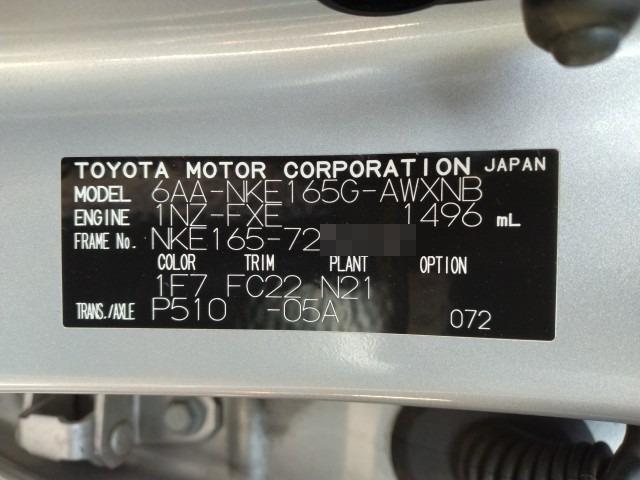 TOYOTA MOTOR CORPORATION JAPAN
MODEL 6AA-NKE165G-AWXNB
ENGINE 1NZ-FXE 1496 mL
FRAME No. NKE165-72
COLOR TRIM PLANT OPTION
1F7 FC22 N21
TRANS./AXLE P510 -05A 072